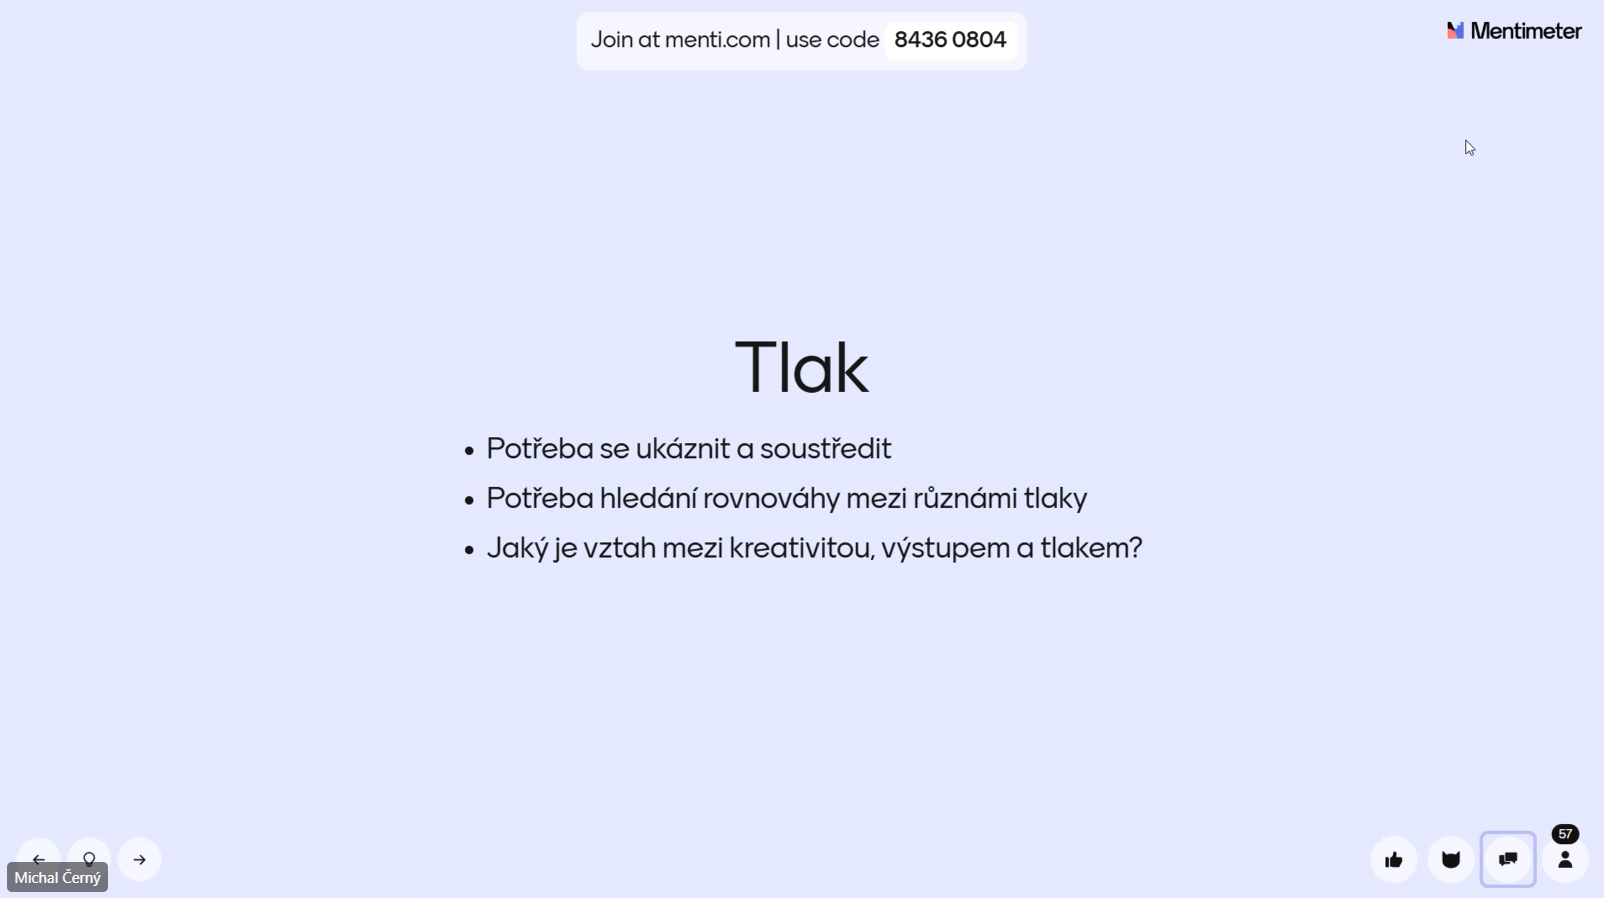 Join at menti.com | use code 8436 0804
Mentimeter
Tlak
• Potřeba se ukáznit a soustředit
• Potřeba hledání rovnováhy mezi různámi tlaky
• Jaký je vztah mezi kreativitou, výstupem a tlakem?
57
Michal Černý